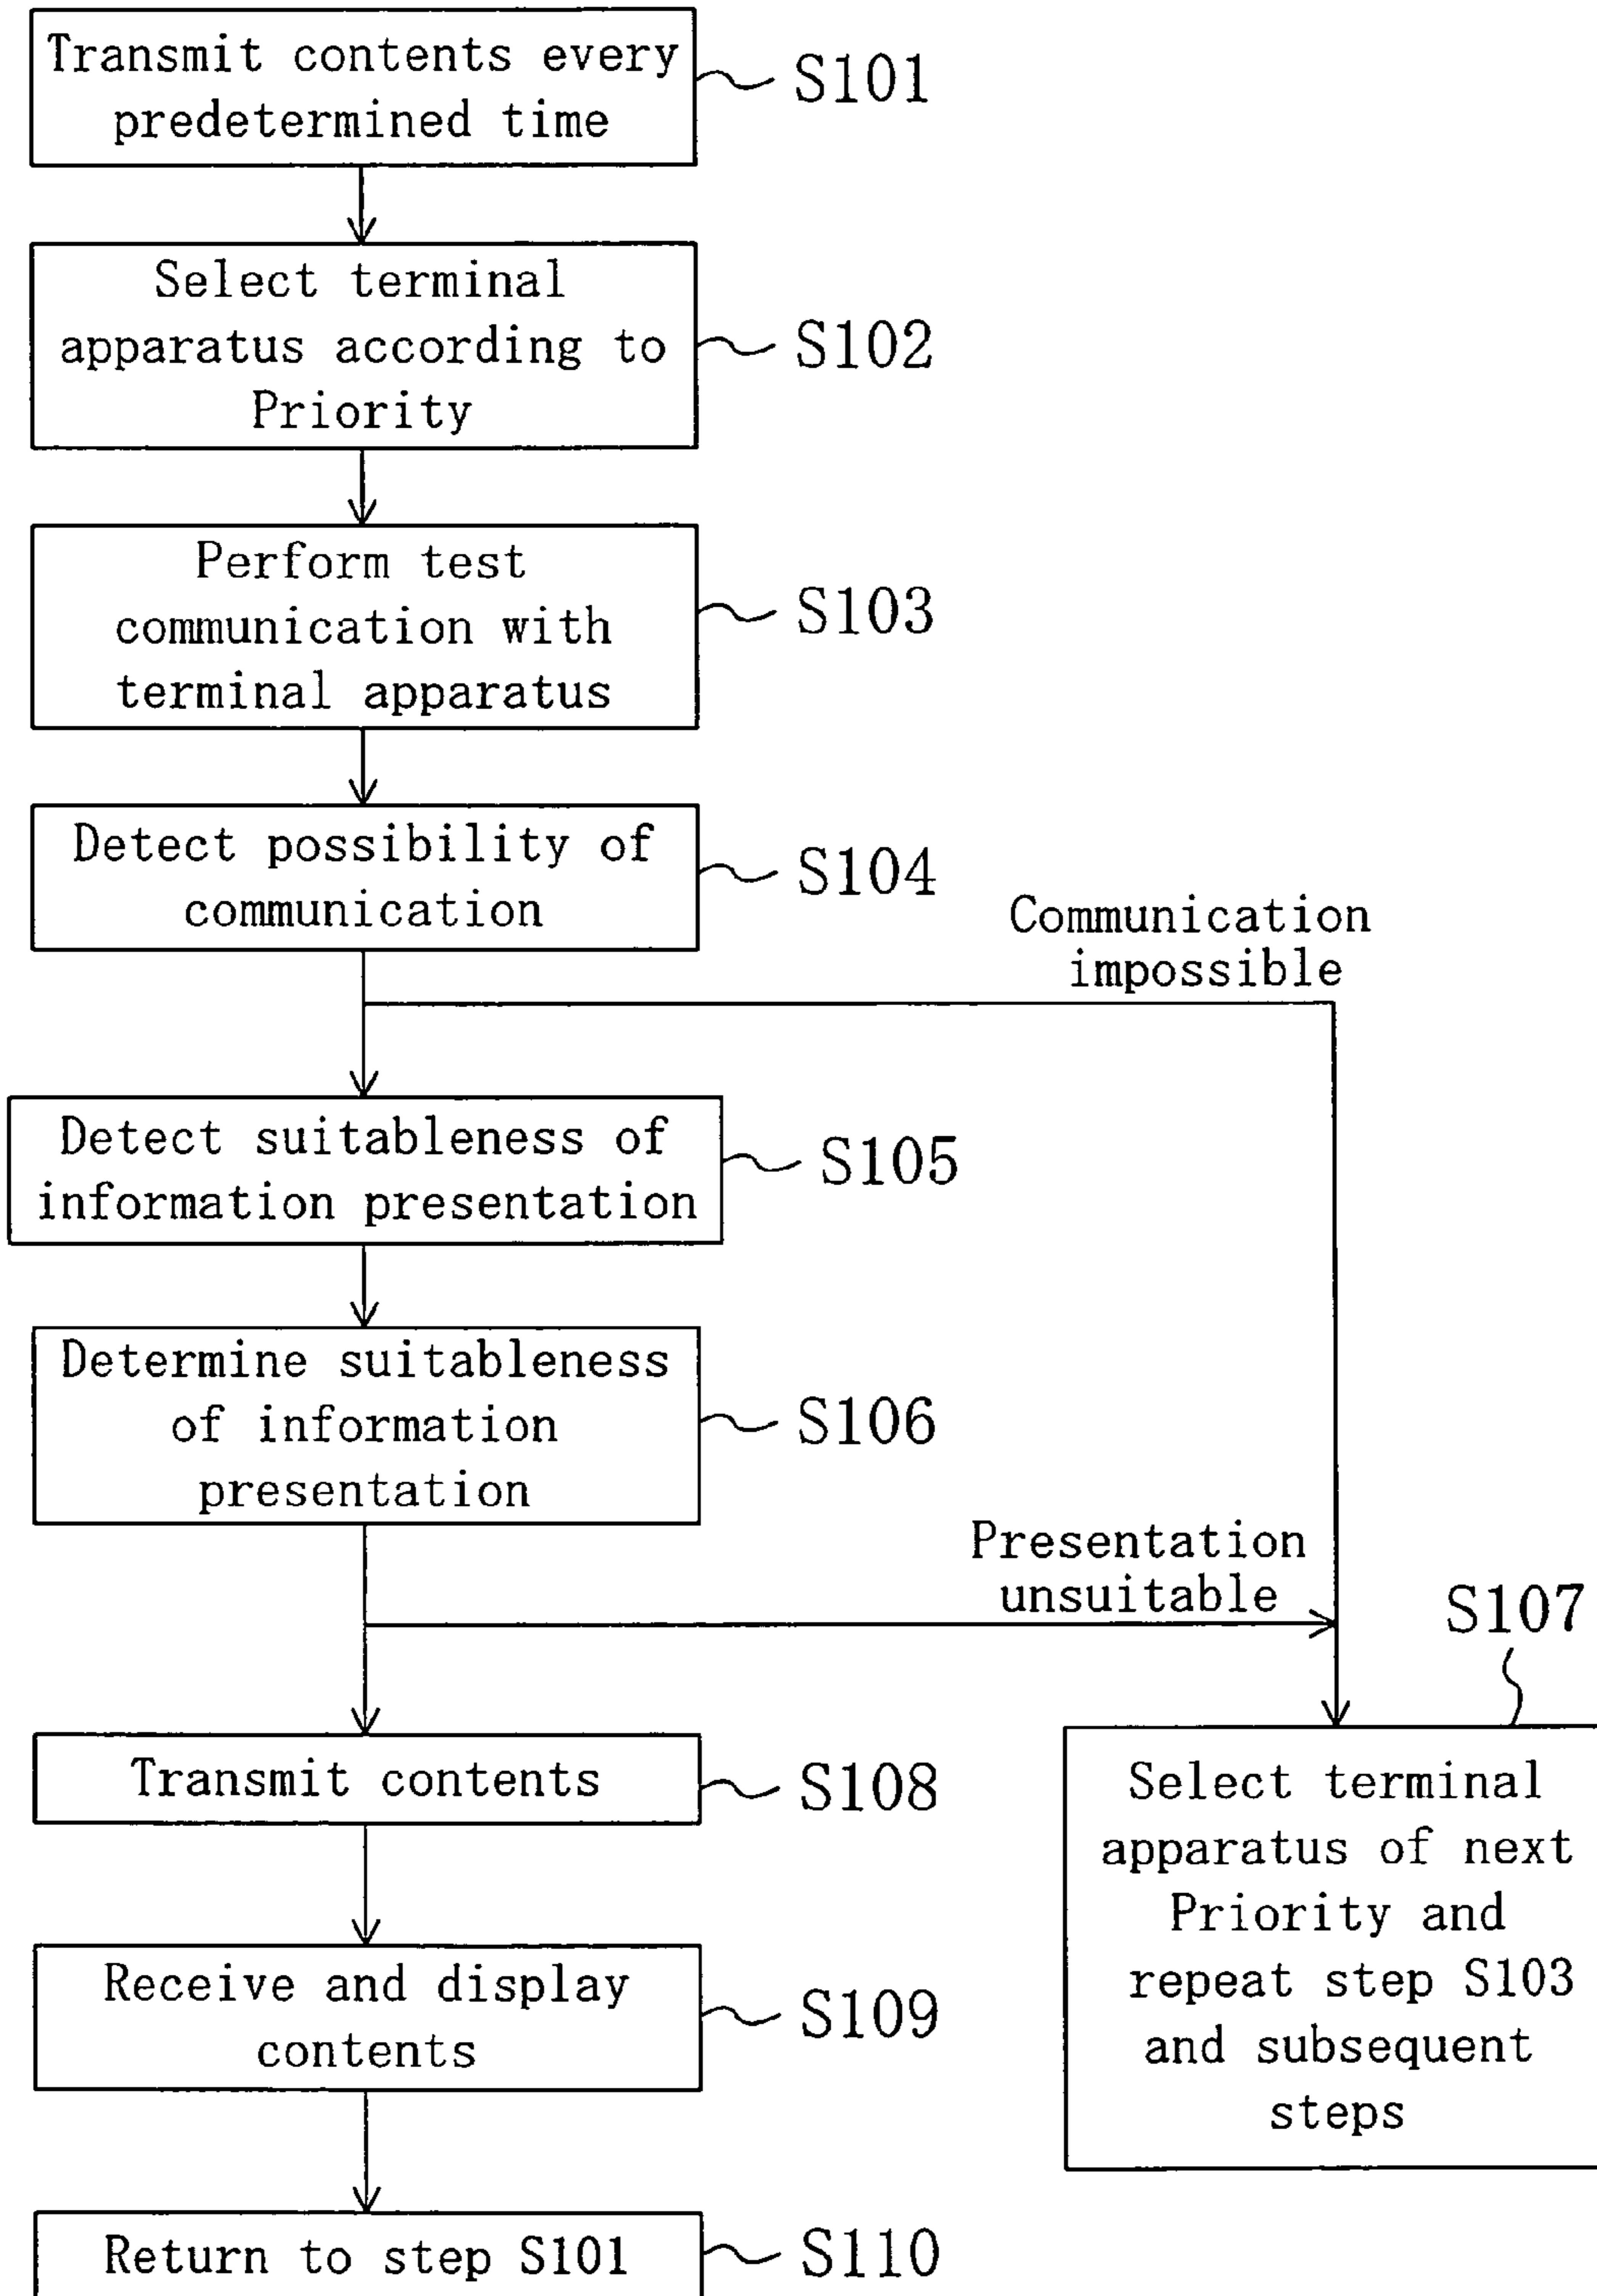 Transmit contents every
predetermined time
S101
Select terminal
apparatus according to
Priority
S102
Perform test
communication with
terminal apparatus
S103
Detect possibility of
communication
S104
Communication
impossible
Detect suitableness of
information presentation
S105
Determine suitableness
of information
presentation
S106
Presentation
unsuitable
S107
Select terminal
apparatus of next
Priority and
repeat step S103
and subsequent
steps
Transmit contents
S108
Receive and display
contents
S109
Return to step S101
S110